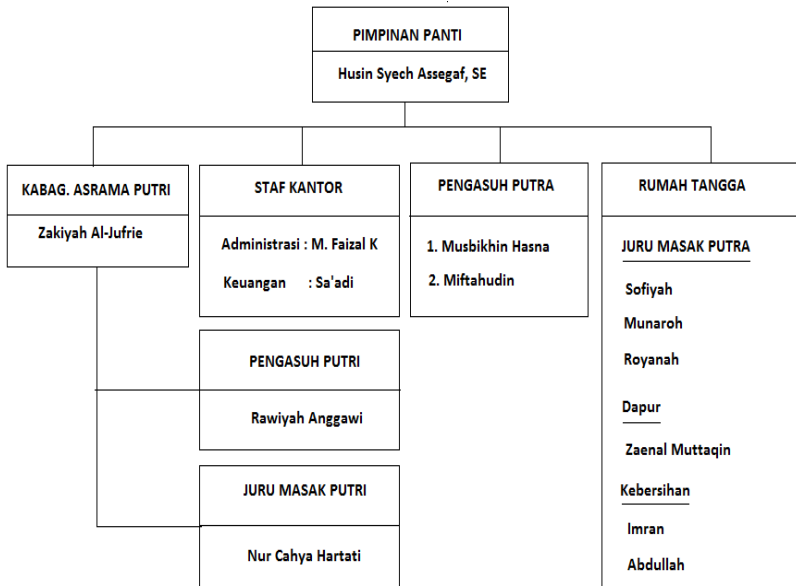 PIMPINAN PANTI
Husin Syech Assegaf, SE
KABAG. ASRAMA PUTRI
Zakiyah Al-Jufrie
STAF KANTOR
Administrasi : M. Faizal K
Keuangan : Sa'adi
PENGASUH PUTRA
1. Musbikhin Hasna
2. Miftahudin
RUMAH TANGGA
JURU MASAK PUTRA
Sofiyah
Munaroh
Royanah
Dapur
Zaenal Muttaqin
Kebersihan
Imran
Abdullah
PENGASUH PUTRI
Rawiyah Anggawi
JURU MASAK PUTRI
Nur Cahya Hartati